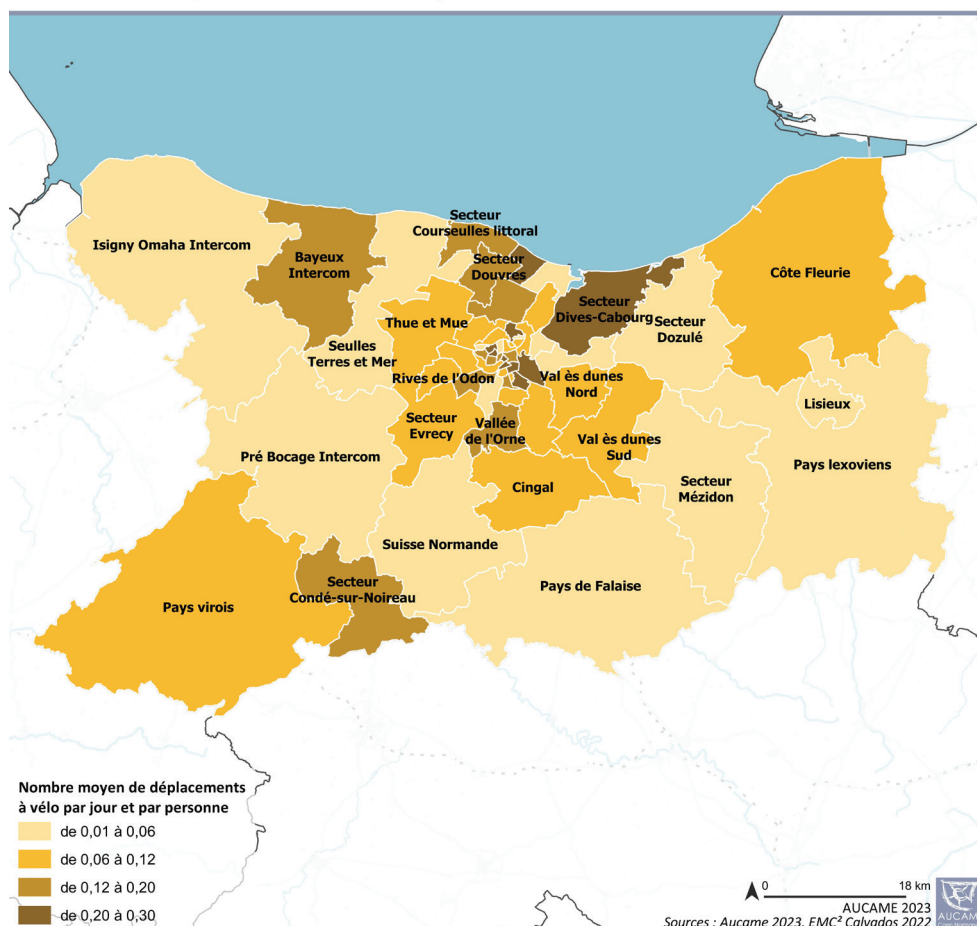 Secteur
Courseulles littoral
Isigny Omaha Intercom
Bayeux
Intercom
Secteur
Douvres
Côte Fleurie
Secteur
Dives-Cabourg
Thue et Mue
Secteur
Dozulé
Seulles
Terres et Mer
Rives de l'Odon
Val ès dunes
Nord
Lisieux
Secteur
Evrecy
Vallée
de l'Orne
Val ès dunes
Sud
Pré Bocage Intercom
Pays lexoviens
Secteur
Mézidon
Cingal
Suisse Normande
Secteur
Condé-sur-Noireau
Pays de Falaise
Pays virois
Nombre moyen de déplacements
à vélo par jour et par personne
de 0,01 à 0,06
de 0,06 à 0,12
de 0,12 à 0,20
de 0,20 à 0,30
0 18 km
AUCAME 2023
Sources : Aucame 2023, EMC² Calvados 2022
AUCAME